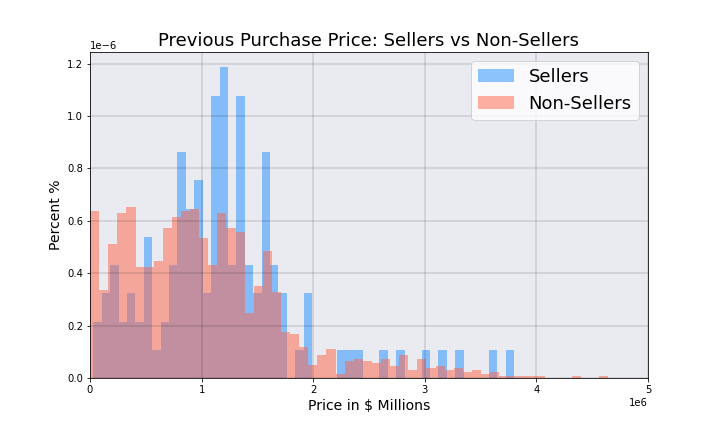 Previous Purchase Price: Sellers vs Non-Sellers
1e−6
Sellers
Non-Sellers
1.2
1.0
0.8
0.6
0.4
0.2
0.0
Percent %
0 1 2 3 4 5
1e6
Price in $ Millions